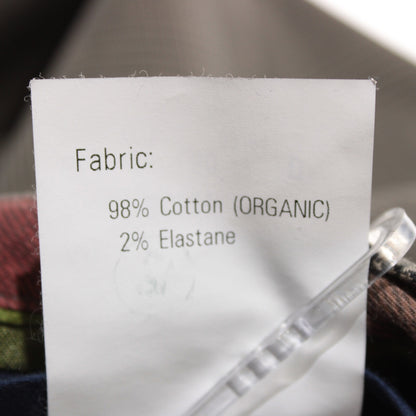 Fabric:
98% Cotton (ORGANIC)
2% Elastane